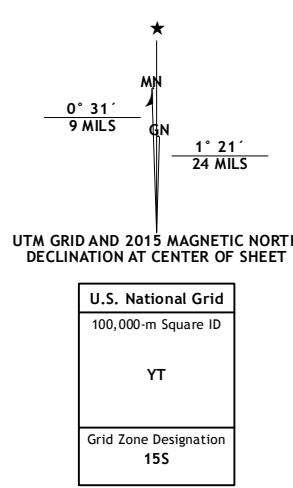 MN
0° 31´
9 MILS
GN
1° 21´
24 MILS
UTM GRID AND 2015 MAGNETIC NORTH
DECLINATION AT CENTER OF SHEET
U.S. National Grid
100,000-m Square ID
YT
Grid Zone Designation
15S